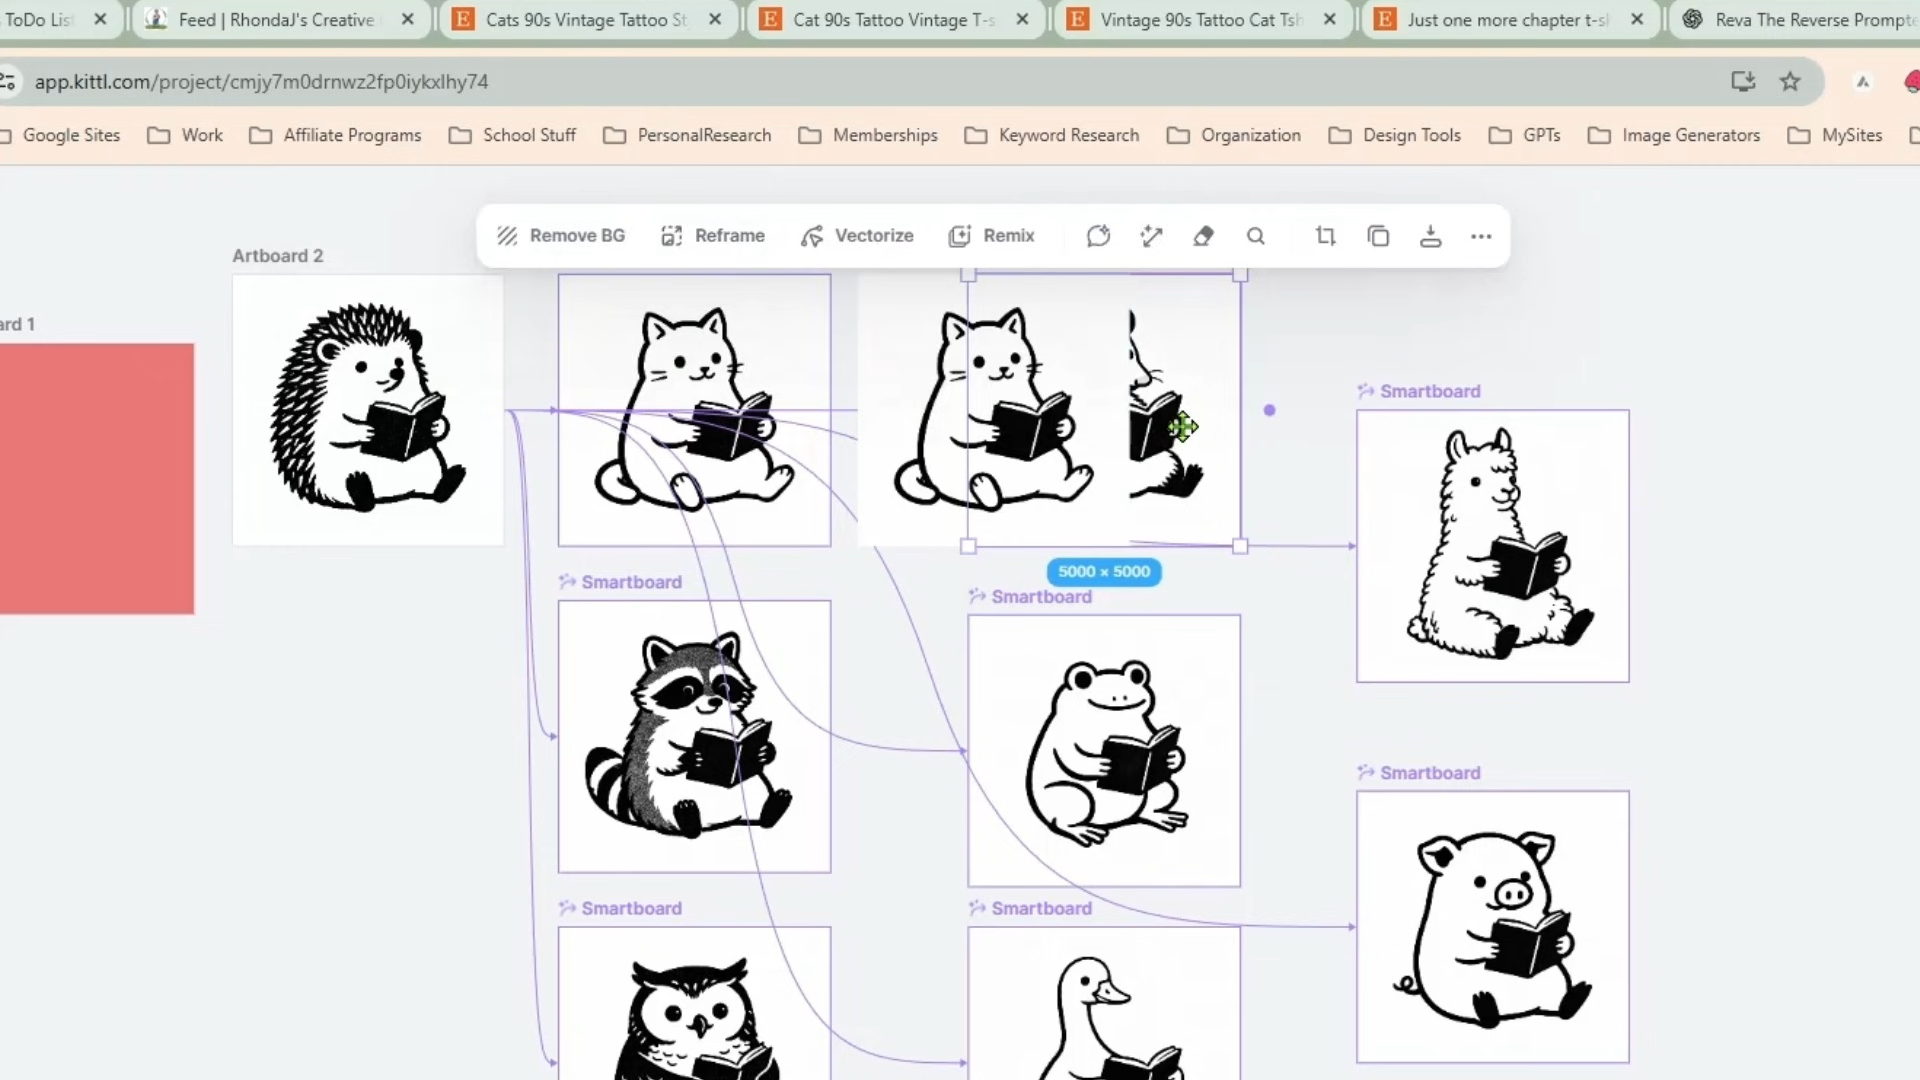 ToDo List
Feed | RhondaJ's Creative
Cats 90s Vintage Tattoo St
Cat 90s Tattoo Vintage T-s
Vintage 90s Tattoo Cat Tsh
Just one more chapter t-sh
Reva The Reverse Prompte
app.kittl.com/project/cmjy7m0drnwz2fp0iykxlhy74
Google Sites
Work
Affiliate Programs
School Stuff
PersonalResearch
Memberships
Keyword Research
Organization
Design Tools
GPTs
Image Generators
MySites
Remove BG
Reframe
Vectorize
Remix
Artboard 2
ard 1
Smartboard
5000 × 5000
Smartboard
Smartboard
Smartboard
Smartboard
Smartboard